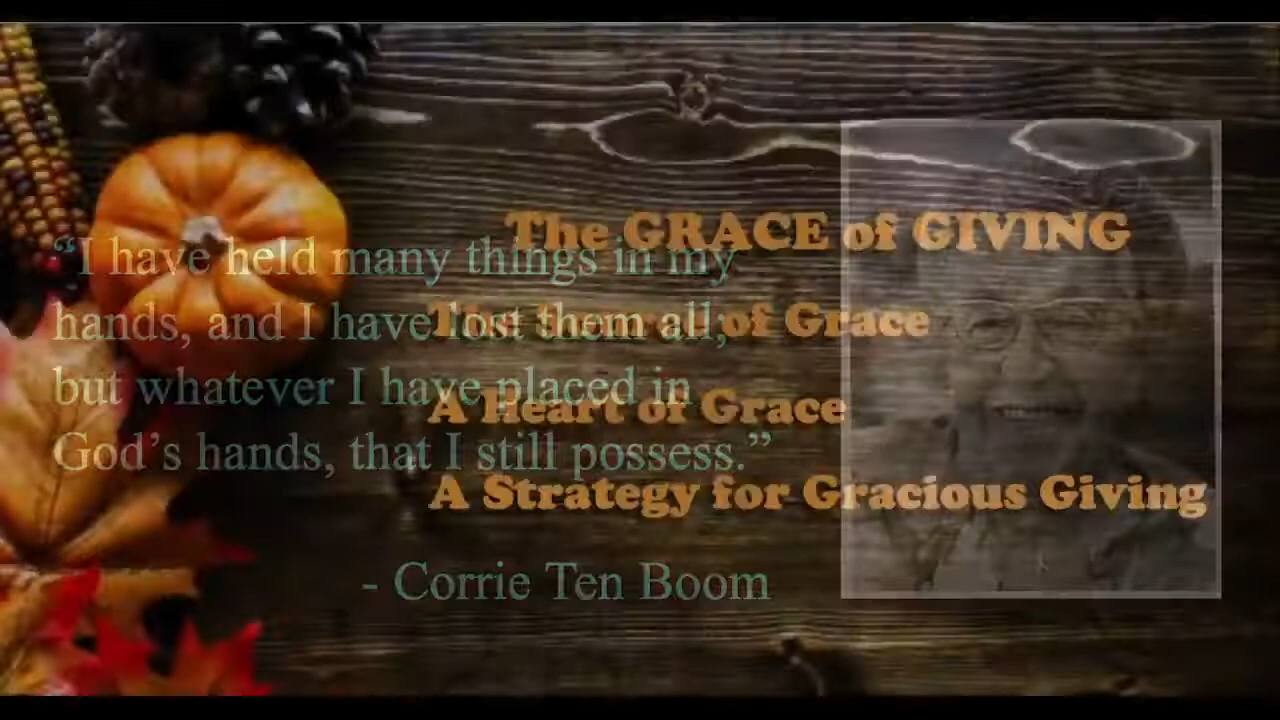 The GRACE of GIVING
The Source of Grace
A Heart of Grace
A Strategy for Gracious Giving
“I have held many things in my
hands, and I have lost them all;
but whatever I have placed in
God’s hands, that I still possess.”
- Corrie Ten Boom